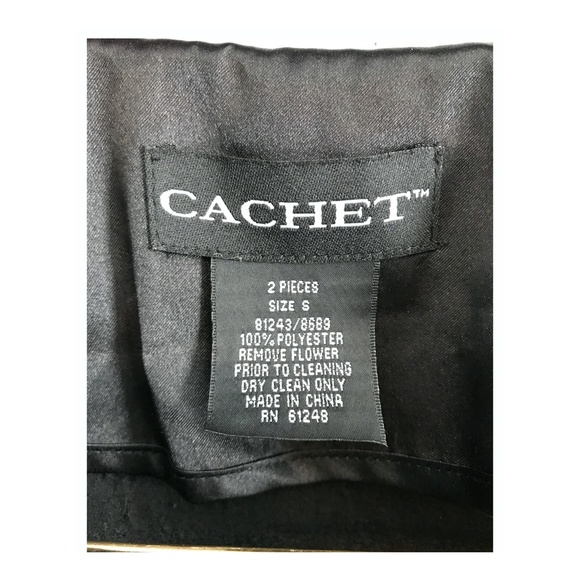 CACHET™
2 PIECES
SIZE S
81243/8689
100% POLYESTER
REMOVE FLOWER
PRIOR TO CLEANING
DRY CLEAN ONLY
MADE IN CHINA
RN 61248